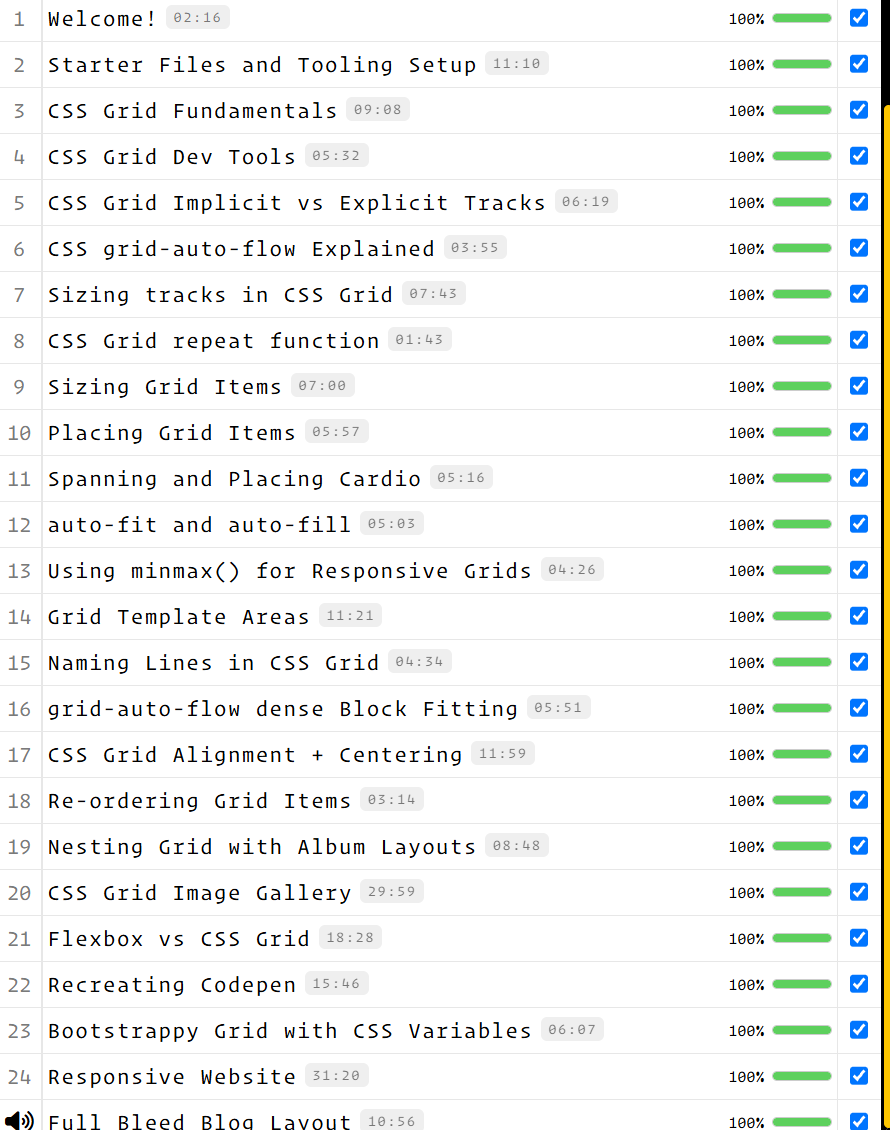 1 Welcome! 02:16 100%
2 Starter Files and Tooling Setup 11:10 100%
3 CSS Grid Fundamentals 09:08 100%
4 CSS Grid Dev Tools 05:32 100%
5 CSS Grid Implicit vs Explicit Tracks 06:19 100%
6 CSS grid-auto-flow Explained 03:55 100%
7 Sizing tracks in CSS Grid 07:43 100%
8 CSS Grid repeat function 01:43 100%
9 Sizing Grid Items 07:00 100%
10 Placing Grid Items 05:57 100%
11 Spanning and Placing Cardio 05:16 100%
12 auto-fit and auto-fill 05:03 100%
13 Using minmax() for Responsive Grids 04:26 100%
14 Grid Template Areas 11:21 100%
15 Naming Lines in CSS Grid 04:34 100%
16 grid-auto-flow dense Block Fitting 05:51 100%
17 CSS Grid Alignment + Centering 11:59 100%
18 Re-ordering Grid Items 03:14 100%
19 Nesting Grid with Album Layouts 08:48 100%
20 CSS Grid Image Gallery 29:59 100%
21 Flexbox vs CSS Grid 18:28 100%
22 Recreating Codepen 15:46 100%
23 Bootstrappy Grid with CSS Variables 06:07 100%
24 Responsive Website 31:20 100%
Full Bleed Blog Layout 10:56 100%